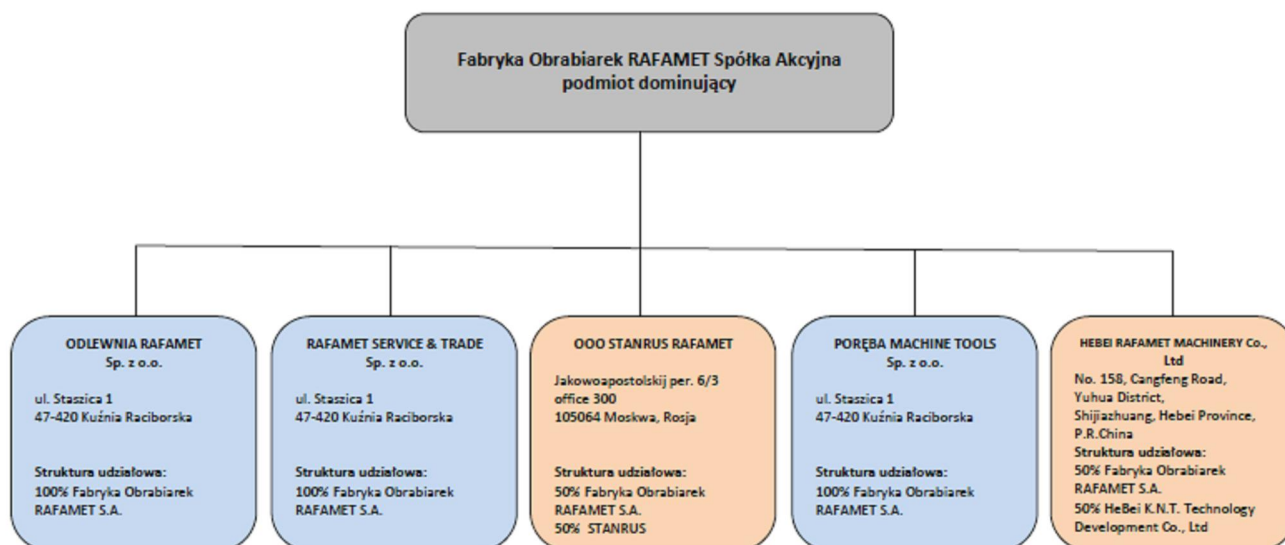 Fabryka Obrabiarek RAFAMET Spółka Akcyjna
podmiot dominujący
ODLEWNIA RAFAMET
Sp. z o.o.
ul. Staszica 1
47-420 Kuźnia Raciborska
Struktura udziałowa:
100% Fabryka Obrabiarek
RAFAMET S.A.
RAFAMET SERVICE & TRADE
Sp. z o.o.
ul. Staszica 1
47-420 Kuźnia Raciborska
Struktura udziałowa:
100% Fabryka Obrabiarek
RAFAMET S.A.
OOO STANRUS RAFAMET
Jakowoapostolskij per. 6/3
office 300
105064 Moskwa, Rosja
Struktura udziałowa:
50% Fabryka Obrabiarek
RAFAMET S.A.
50% STANRUS
PORĘBA MACHINE TOOLS
Sp. z o.o.
ul. Staszica 1
47-420 Kuźnia Raciborska
Struktura udziałowa:
100% Fabryka Obrabiarek
RAFAMET S.A.
HEBEI RAFAMET MACHINERY Co.,
Ltd
No. 158, Cangfeng Road,
Yuhua District,
Shijiazhuang, Hebei Province,
P.R.China
Struktura udziałowa:
50% Fabryka Obrabiarek
RAFAMET S.A.
50% HeBei K.N.T. Technology
Development Co., Ltd